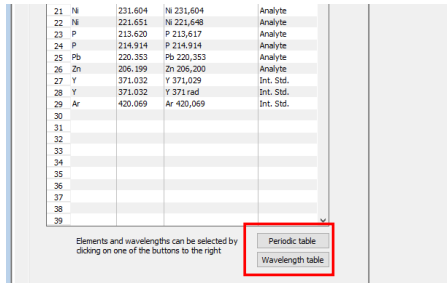 21 Ni 231.604 Ni 231,604 Analyte
22 Ni 221.651 Ni 221,648 Analyte
23 P 213.620 P 213,617 Analyte
24 P 214.914 P 214.914 Analyte
25 Pb 220.353 Pb 220,353 Analyte
26 Zn 206.199 Zn 206,200 Analyte
27 Y 371.032 Y 371,029 Int. Std.
28 Y 371.032 Y 371 rad Int. Std.
29 Ar 420.069 Ar 420,069 Int. Std.
30
31
32
33
34
35
36
37
38
39
Elements and wavelengths can be selected by
clicking on one of the buttons to the right
Periodic table
Wavelength table